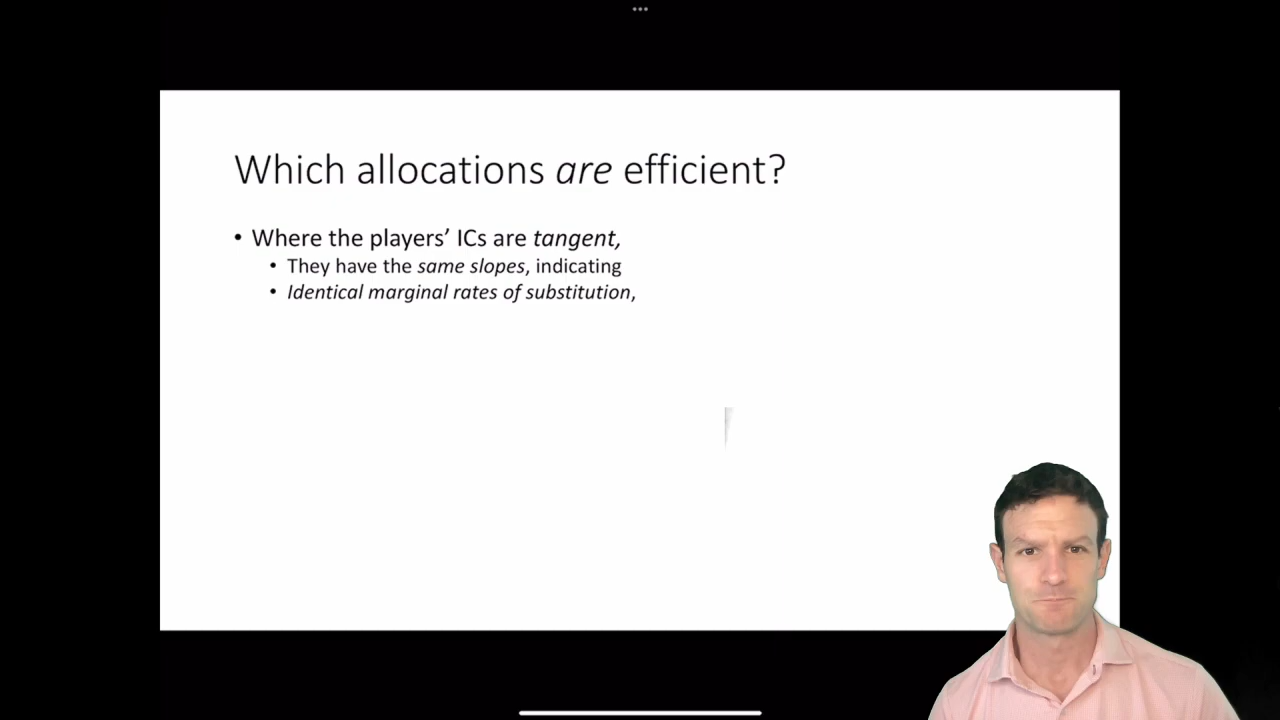 Which allocations are efficient?
• Where the players’ ICs are tangent,
• They have the same slopes, indicating
• Identical marginal rates of substitution,